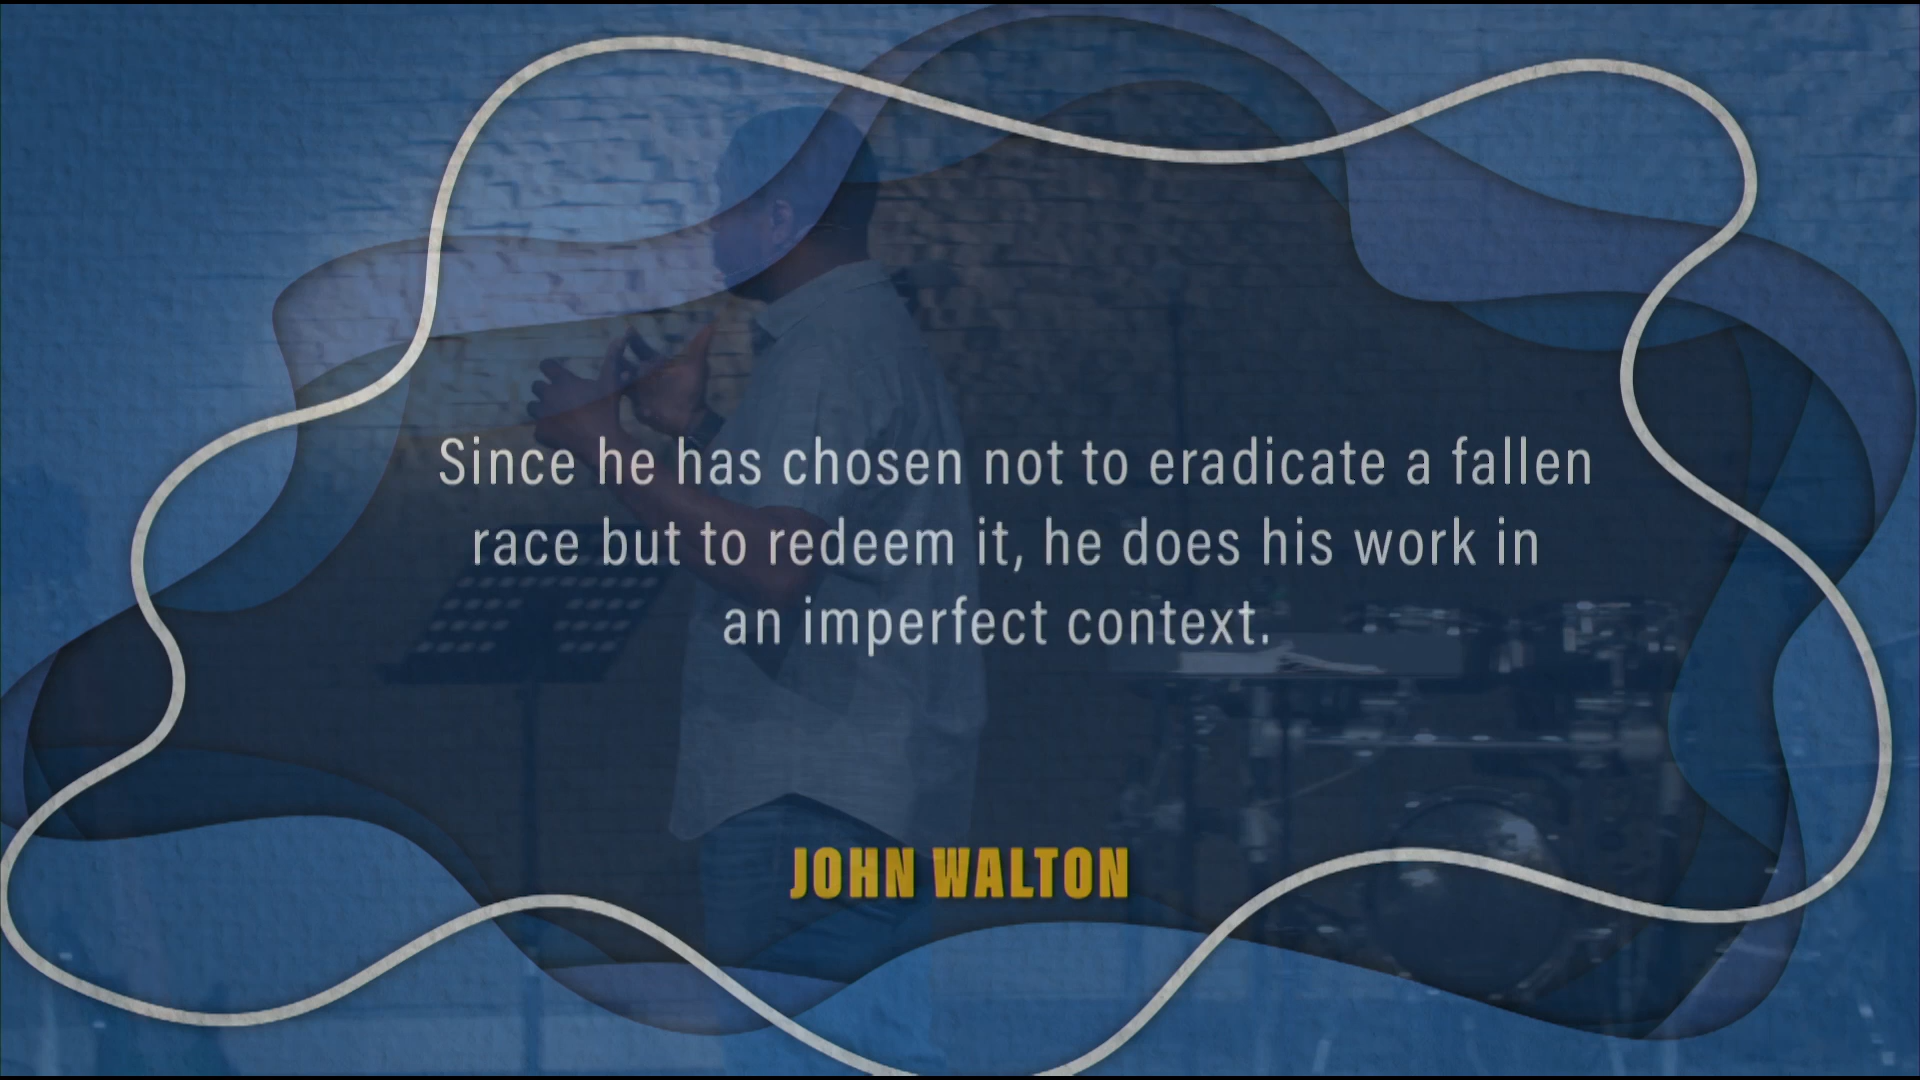 Since he has chosen not to eradicate a fallen
race but to redeem it, he does his work in
an imperfect context.
JOHN WALTON